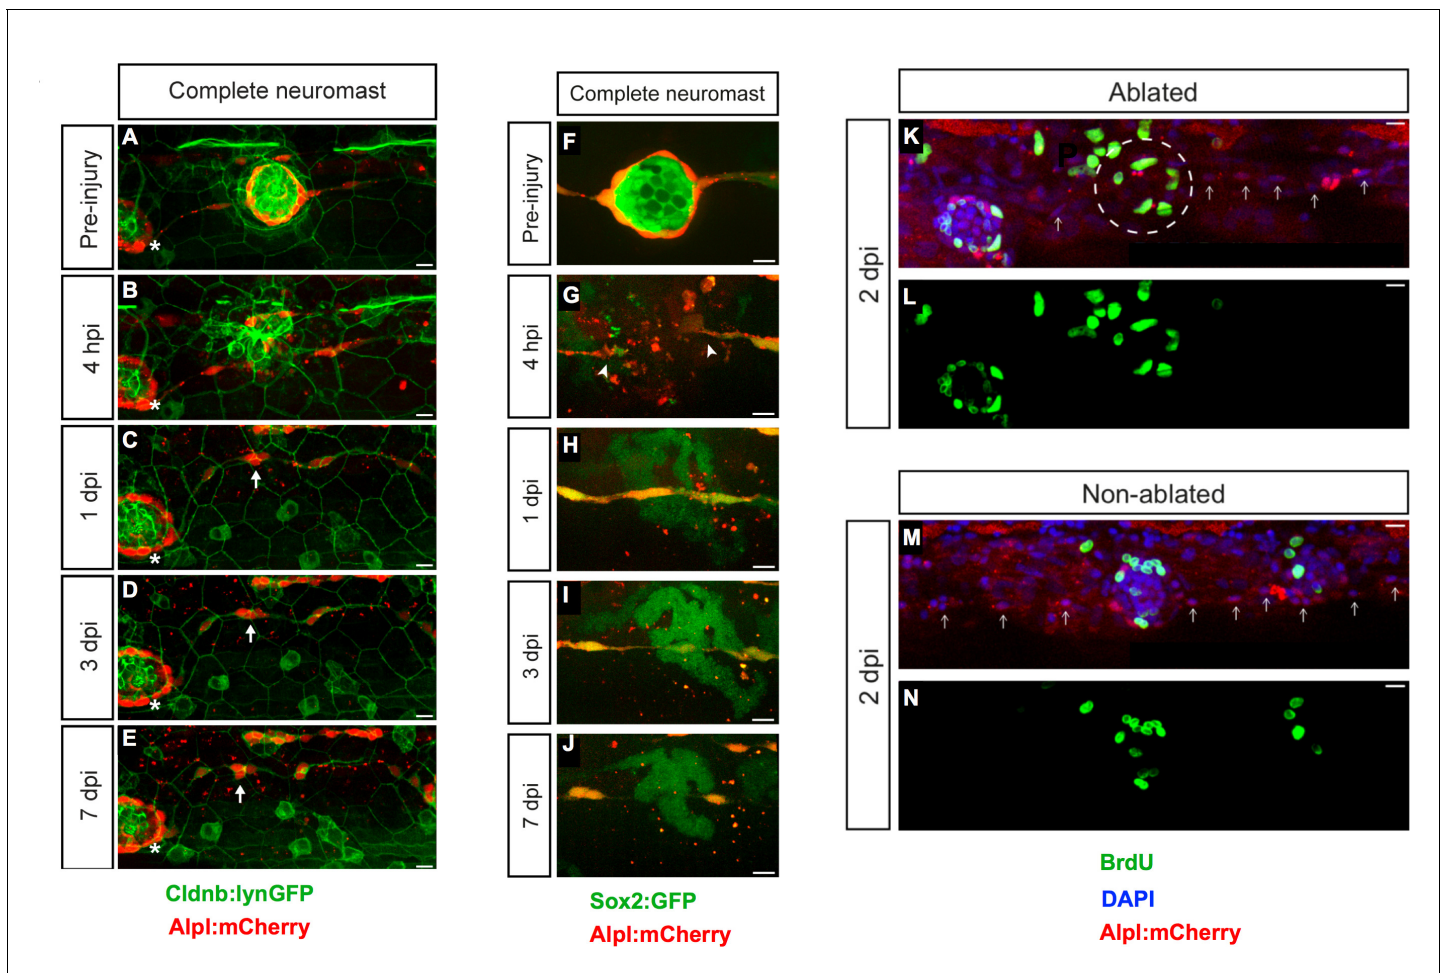 Complete neuromast
Pre-injury
A
4 hpi
B
1 dpi
C
3 dpi
D
7 dpi
E
*
*
*
*
*
Cldnb:lynGFP
Alpl:mCherry
Complete neuromast
Pre-injury
F
4 hpi
G
1 dpi
H
3 dpi
I
7 dpi
J
Sox2:GFP
Alpl:mCherry
Ablated
2 dpi
K
P
L
Non-ablated
2 dpi
M
N
BrdU
DAPI
Alpl:mCherry